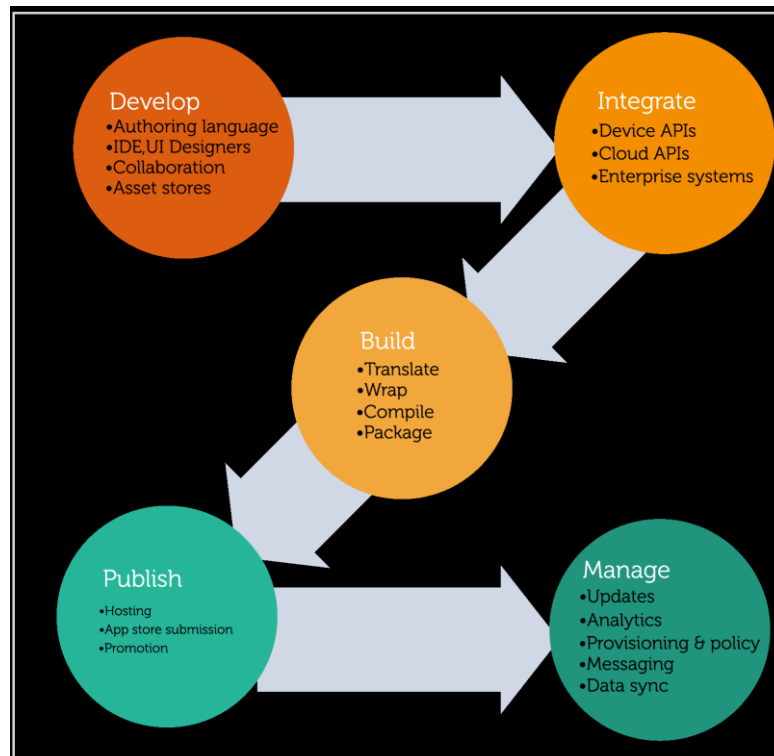 Develop
•Authoring language
•IDE,UI Designers
•Collaboration
•Asset stores
Integrate
•Device APIs
•Cloud APIs
•Enterprise systems
Build
•Translate
•Wrap
•Compile
•Package
Publish
•Hosting
•App store submission
•Promotion
Manage
•Updates
•Analytics
•Provisioning & policy
•Messaging
•Data sync